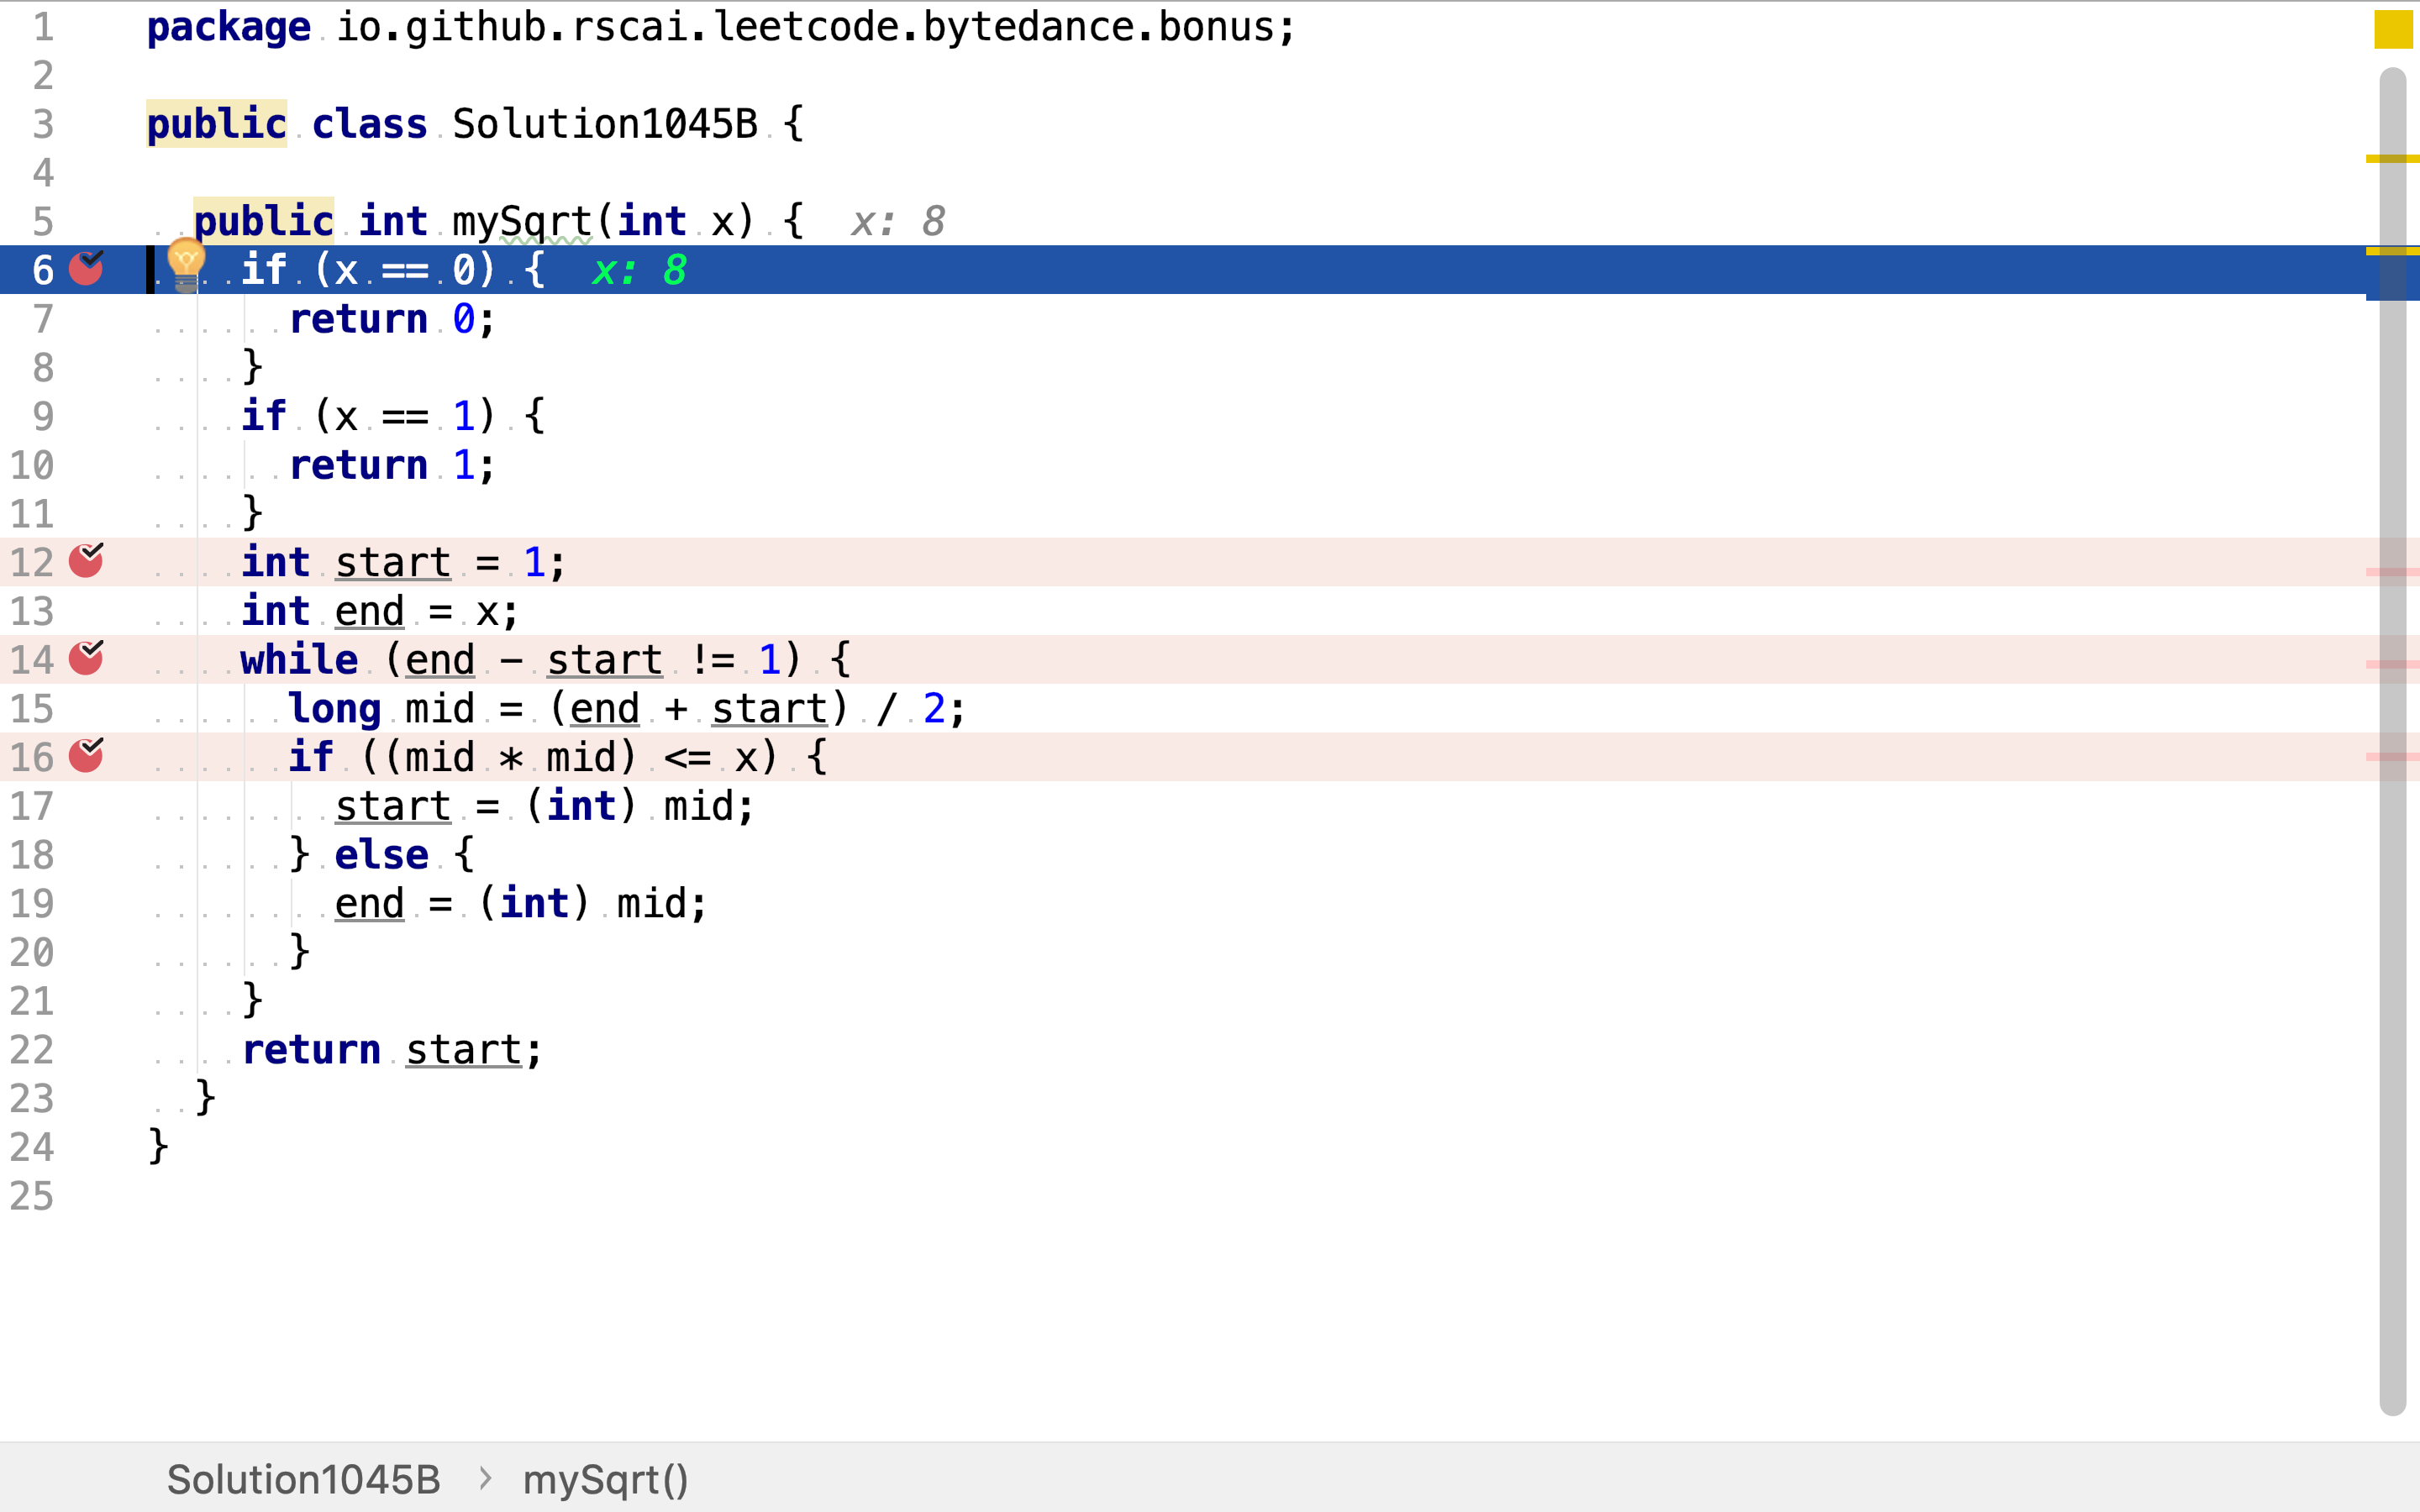 1 package io.github.rscai.leetcode.bytedance.bonus;
2
3 public class Solution1045B {
4
5   public int mySqrt(int x) {  x: 8
6     if (x == 0) {  x: 8
7       return 0;
8     }
9     if (x == 1) {
10       return 1;
11     }
12     int start = 1;
13     int end = x;
14     while (end - start != 1) {
15       long mid = (end + start) / 2;
16       if ((mid * mid) <= x) {
17         start = (int) mid;
18       } else {
19         end = (int) mid;
20       }
21     }
22     return start;
23   }
24 }
25
Solution1045B > mySqrt()